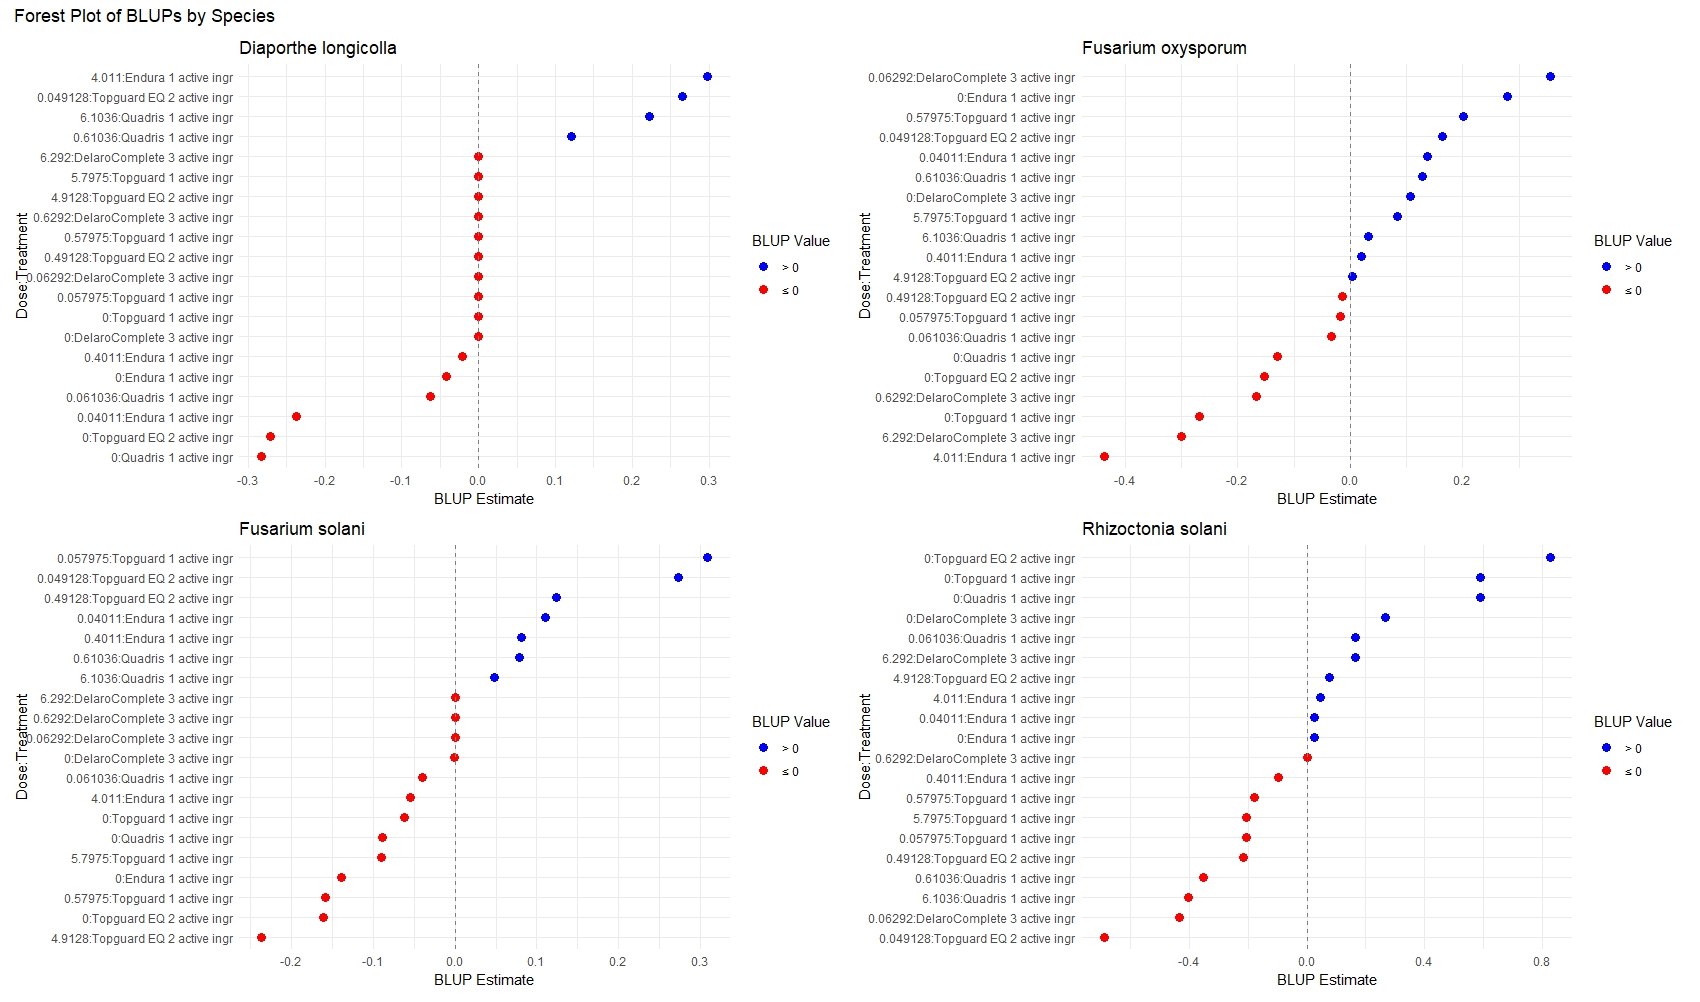 Forest Plot of BLUPs by Species
Diaporthe longicolla
Dose:Treatment
4.011:Endura 1 active ingr
0.049128:Topguard EQ 2 active ingr
6.1036:Quadris 1 active ingr
0.61036:Quadris 1 active ingr
6.292:DelaroComplete 3 active ingr
5.7975:Topguard 1 active ingr
4.9128:Topguard EQ 2 active ingr
0.6292:DelaroComplete 3 active ingr
0.57975:Topguard 1 active ingr
0.49128:Topguard EQ 2 active ingr
0.06292:DelaroComplete 3 active ingr
0.057975:Topguard 1 active ingr
0:Topguard 1 active ingr
0:DelaroComplete 3 active ingr
0.4011:Endura 1 active ingr
0:Endura 1 active ingr
0.061036:Quadris 1 active ingr
0.04011:Endura 1 active ingr
0:Topguard EQ 2 active ingr
0:Quadris 1 active ingr
-0.3 -0.2 -0.1 0.0 0.1 0.2 0.3
BLUP Estimate
BLUP Value
> 0
≤ 0
Fusarium oxysporum
Dose:Treatment
0.06292:DelaroComplete 3 active ingr
0:Endura 1 active ingr
0.57975:Topguard 1 active ingr
0.049128:Topguard EQ 2 active ingr
0.04011:Endura 1 active ingr
0.61036:Quadris 1 active ingr
0:DelaroComplete 3 active ingr
5.7975:Topguard 1 active ingr
6.1036:Quadris 1 active ingr
0.4011:Endura 1 active ingr
4.9128:Topguard EQ 2 active ingr
0.49128:Topguard EQ 2 active ingr
0.057975:Topguard 1 active ingr
0.061036:Quadris 1 active ingr
0:Quadris 1 active ingr
0:Topguard EQ 2 active ingr
0.6292:DelaroComplete 3 active ingr
0:Topguard 1 active ingr
6.292:DelaroComplete 3 active ingr
4.011:Endura 1 active ingr
-0.4 -0.2 0.0 0.2
BLUP Estimate
BLUP Value
> 0
≤ 0
Fusarium solani
Dose:Treatment
0.057975:Topguard 1 active ingr
0.049128:Topguard EQ 2 active ingr
0.49128:Topguard EQ 2 active ingr
0.04011:Endura 1 active ingr
0.4011:Endura 1 active ingr
0.61036:Quadris 1 active ingr
6.1036:Quadris 1 active ingr
6.292:DelaroComplete 3 active ingr
0.6292:DelaroComplete 3 active ingr
0.06292:DelaroComplete 3 active ingr
0:DelaroComplete 3 active ingr
0.061036:Quadris 1 active ingr
4.011:Endura 1 active ingr
0:Topguard 1 active ingr
0:Quadris 1 active ingr
5.7975:Topguard 1 active ingr
0:Endura 1 active ingr
0.57975:Topguard 1 active ingr
0:Topguard EQ 2 active ingr
4.9128:Topguard EQ 2 active ingr
-0.2 -0.1 0.0 0.1 0.2 0.3
BLUP Estimate
BLUP Value
> 0
≤ 0
Rhizoctonia solani
Dose:Treatment
0:Topguard EQ 2 active ingr
0:Topguard 1 active ingr
0:Quadris 1 active ingr
0:DelaroComplete 3 active ingr
0.061036:Quadris 1 active ingr
6.292:DelaroComplete 3 active ingr
4.9128:Topguard EQ 2 active ingr
4.011:Endura 1 active ingr
0.04011:Endura 1 active ingr
0:Endura 1 active ingr
0.6292:DelaroComplete 3 active ingr
0.4011:Endura 1 active ingr
0.57975:Topguard 1 active ingr
5.7975:Topguard 1 active ingr
0.057975:Topguard 1 active ingr
0.49128:Topguard EQ 2 active ingr
0.61036:Quadris 1 active ingr
6.1036:Quadris 1 active ingr
0.06292:DelaroComplete 3 active ingr
0.049128:Topguard EQ 2 active ingr
-0.4 0.0 0.4 0.8
BLUP Estimate
BLUP Value
> 0
≤ 0